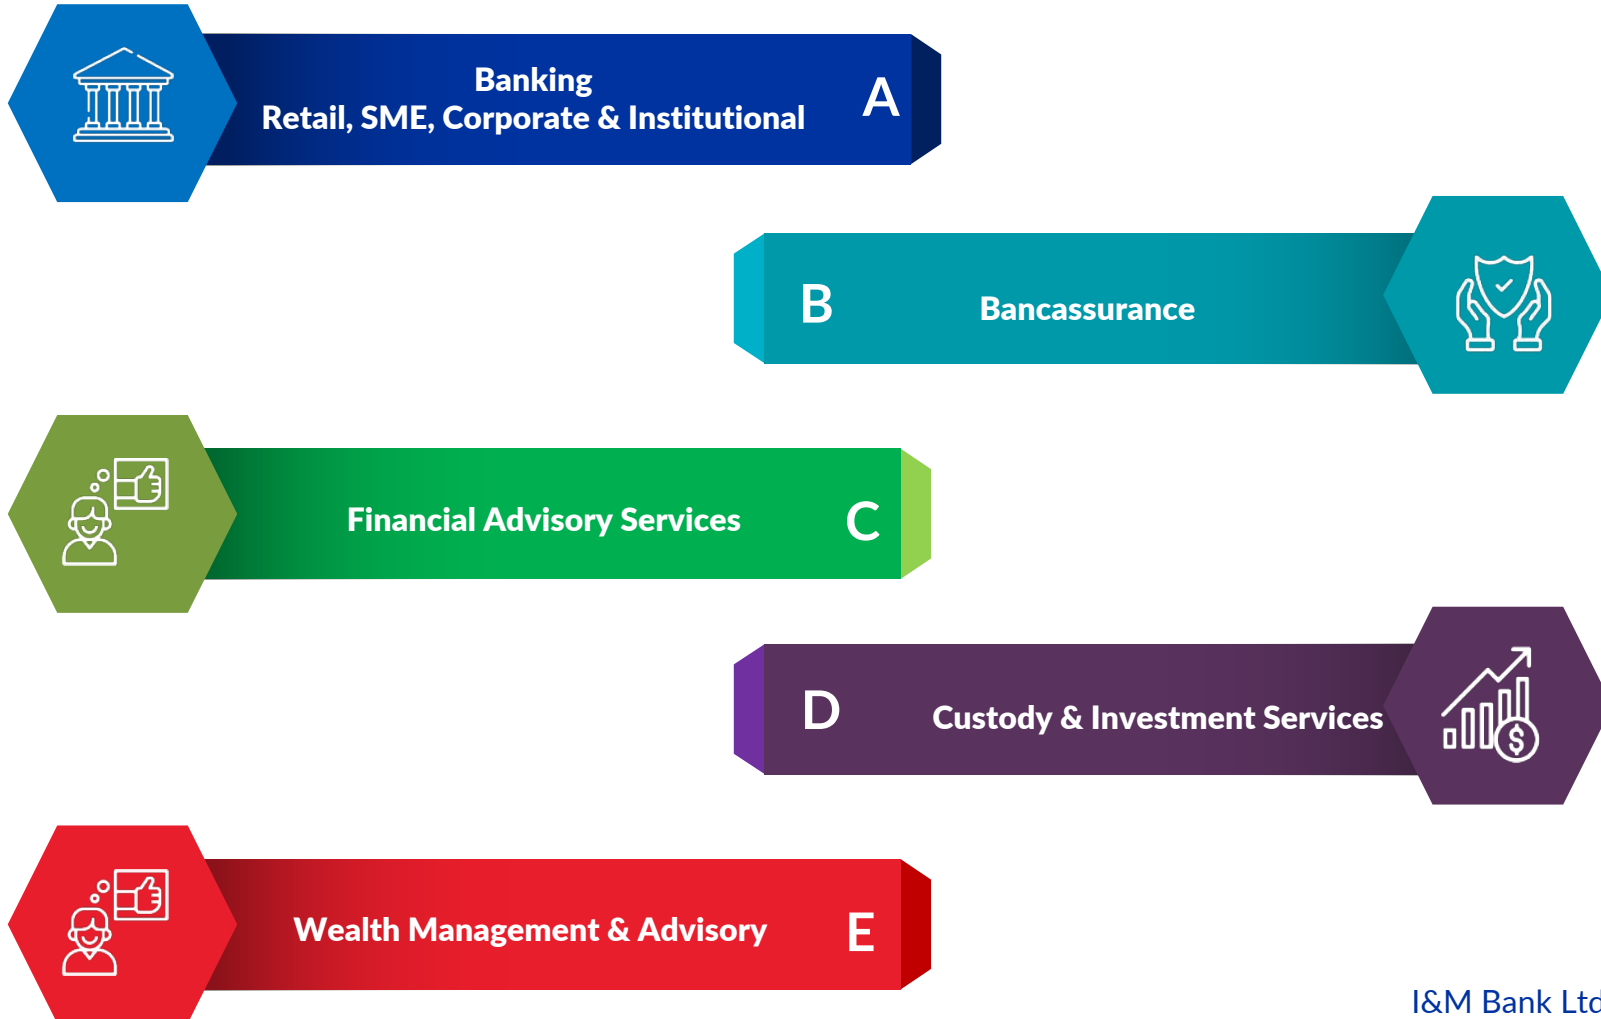 Banking
Retail, SME, Corporate & Institutional
A
B
Bancassurance
Financial Advisory Services
C
D
Custody & Investment Services
$
Wealth Management & Advisory
E
I&M Bank Ltd